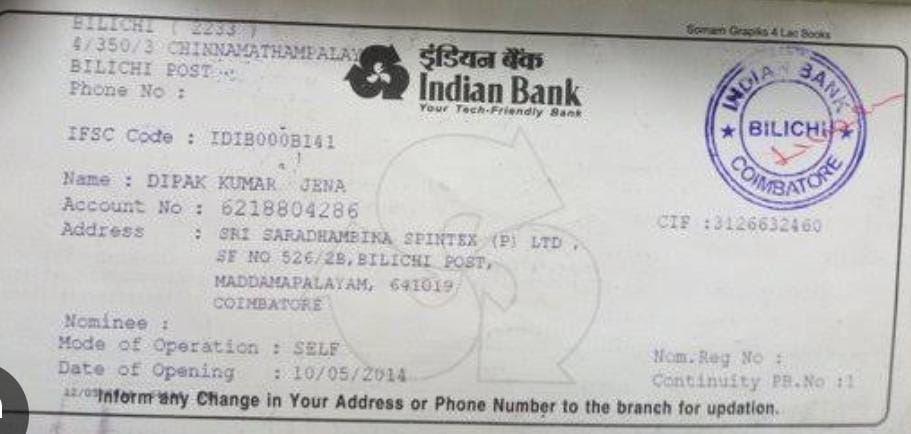 Somam Grapiks 4 Lac Books
BILICHI ( 2233 )
4/350/3 CHINNAMATHAMPALAY
BILICHI POST
Phone No :
इंडियन बैंक
Indian Bank
Your Tech-Friendly Bank
INDIAN BANK
★ BILICHI ★
COIMBATORE
IFSC Code : IDIB000B141
Name : DIPAK KUMAR JENA
Account No : 6218804286
CIF :3126632460
Address : SRI SARADHAMBIKA SPINTEX (P) LTD ,
SF NO 526/2B,BILICHI POST,
MADDAMAPALAYAM, 641019
COIMBATORE
Nominee :
Mode of Operation : SELF
Nom.Reg No :
Date of Opening : 10/05/2014
Continuity PB.No :1
Inform any Change in Your Address or Phone Number to the branch for updation.